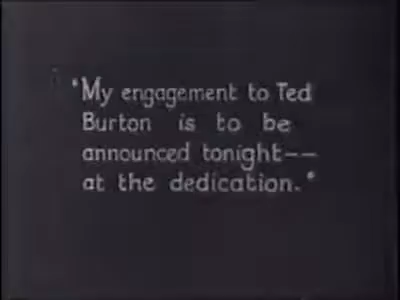 "My engagement to Ted
Burton is to be
announced tonight--
at the dedication."